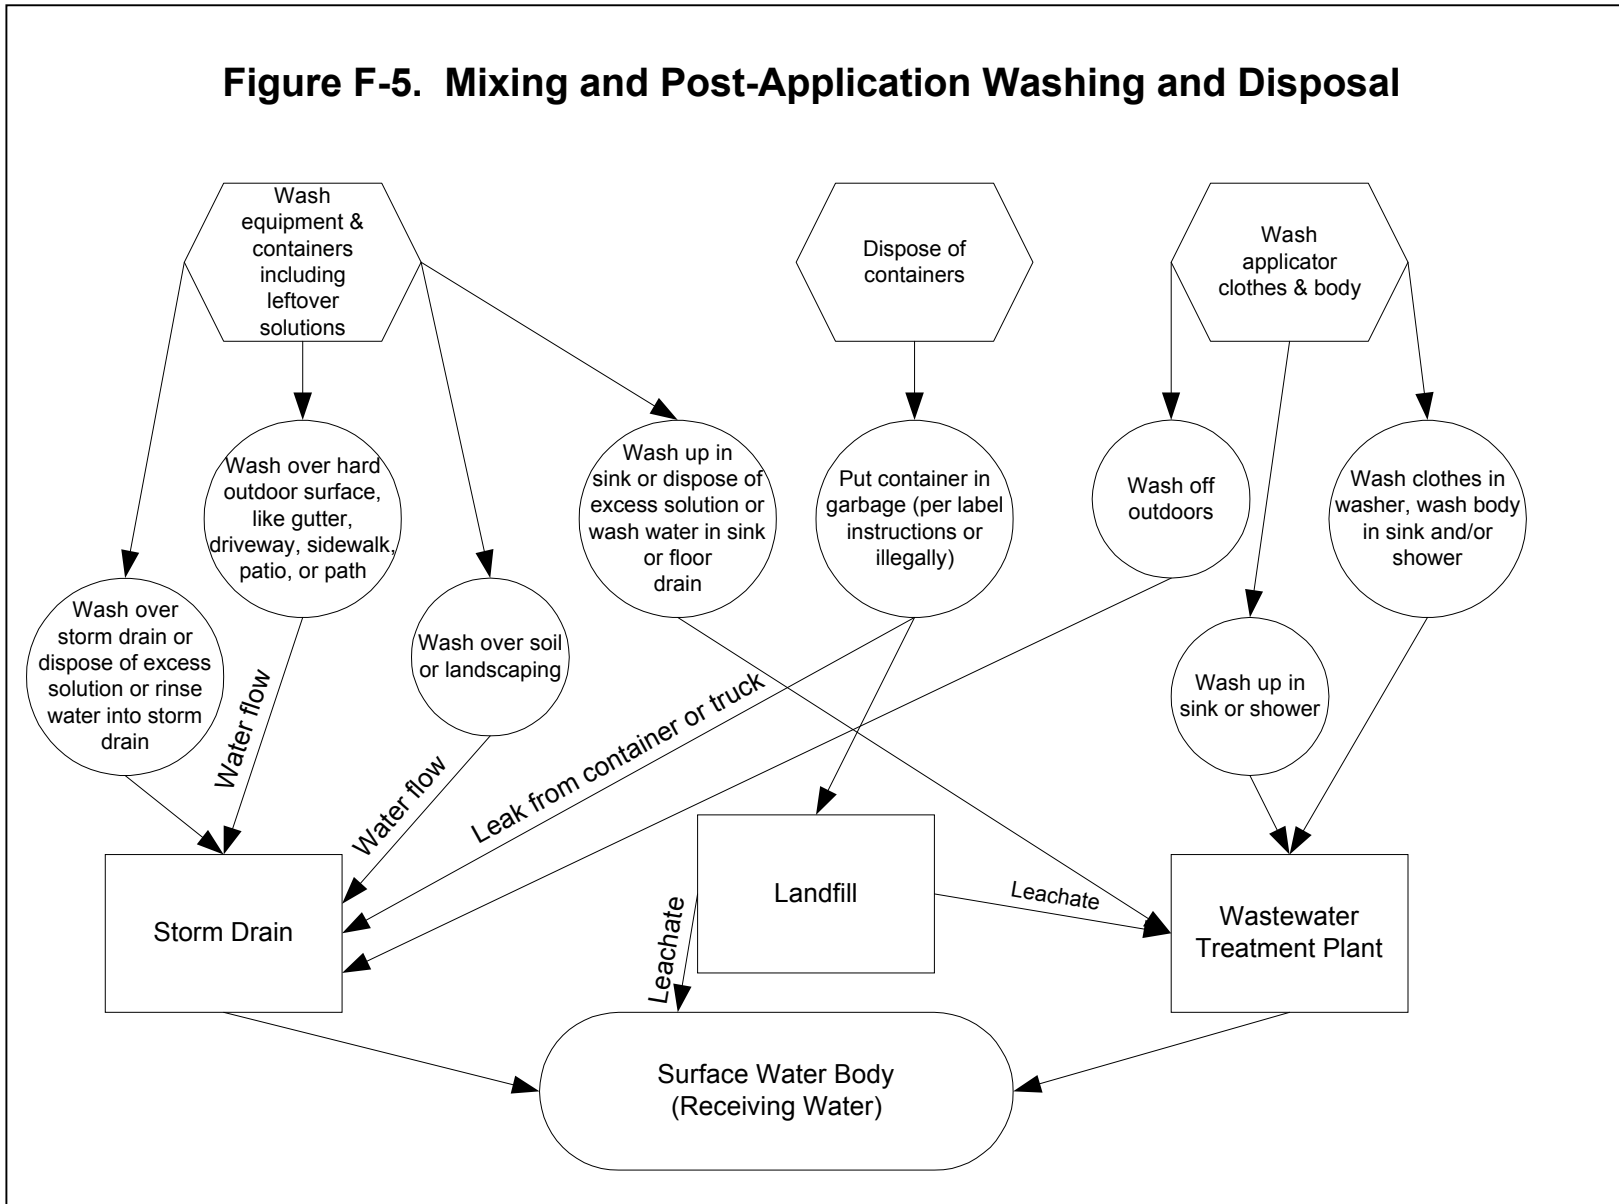 Figure F-5.  Mixing and Post-Application Washing and Disposal
Wash
equipment &
containers
including
leftover
solutions
Dispose of
containers
Wash
applicator
clothes & body
Wash over
storm drain or
dispose of excess
solution or rinse
water into storm
drain
Wash over hard
outdoor surface,
like gutter,
driveway, sidewalk,
patio, or path
Wash over soil
or landscaping
Wash up in
sink or dispose of
excess solution or
wash water in sink
or floor
drain
Put container in
garbage (per label
instructions or
illegally)
Wash off
outdoors
Wash up in
sink or shower
Wash clothes in
washer, wash body
in sink and/or
shower
Water flow
Water flow
Leak from container or truck
Storm Drain
Landfill
Leachate
Leachate
Wastewater
Treatment Plant
Surface Water Body
(Receiving Water)